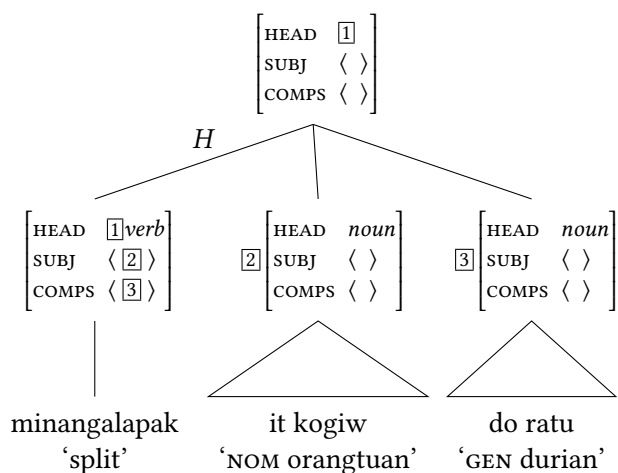 HEAD 1
SUBJ ⟨ ⟩
COMPS ⟨ ⟩
H
HEAD 1 verb
SUBJ ⟨ 2 ⟩
COMPS ⟨ 3 ⟩
2
HEAD noun
SUBJ ⟨ ⟩
COMPS ⟨ ⟩
3
HEAD noun
SUBJ ⟨ ⟩
COMPS ⟨ ⟩
minangalapak
‘split’
it kogiw
‘NOM orangtuan’
do ratu
‘GEN durian’